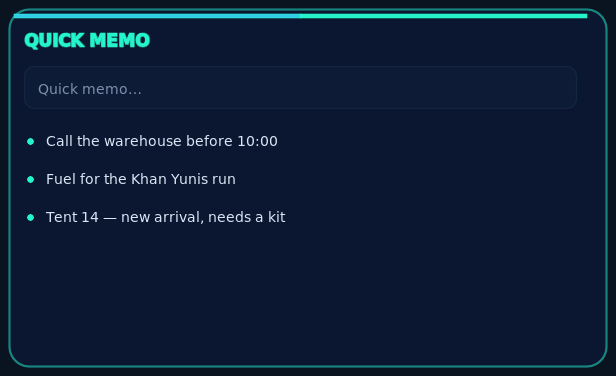 QUICK MEMO
Quick memo...
Call the warehouse before 10:00
Fuel for the Khan Yunis run
Tent 14 — new arrival, needs a kit